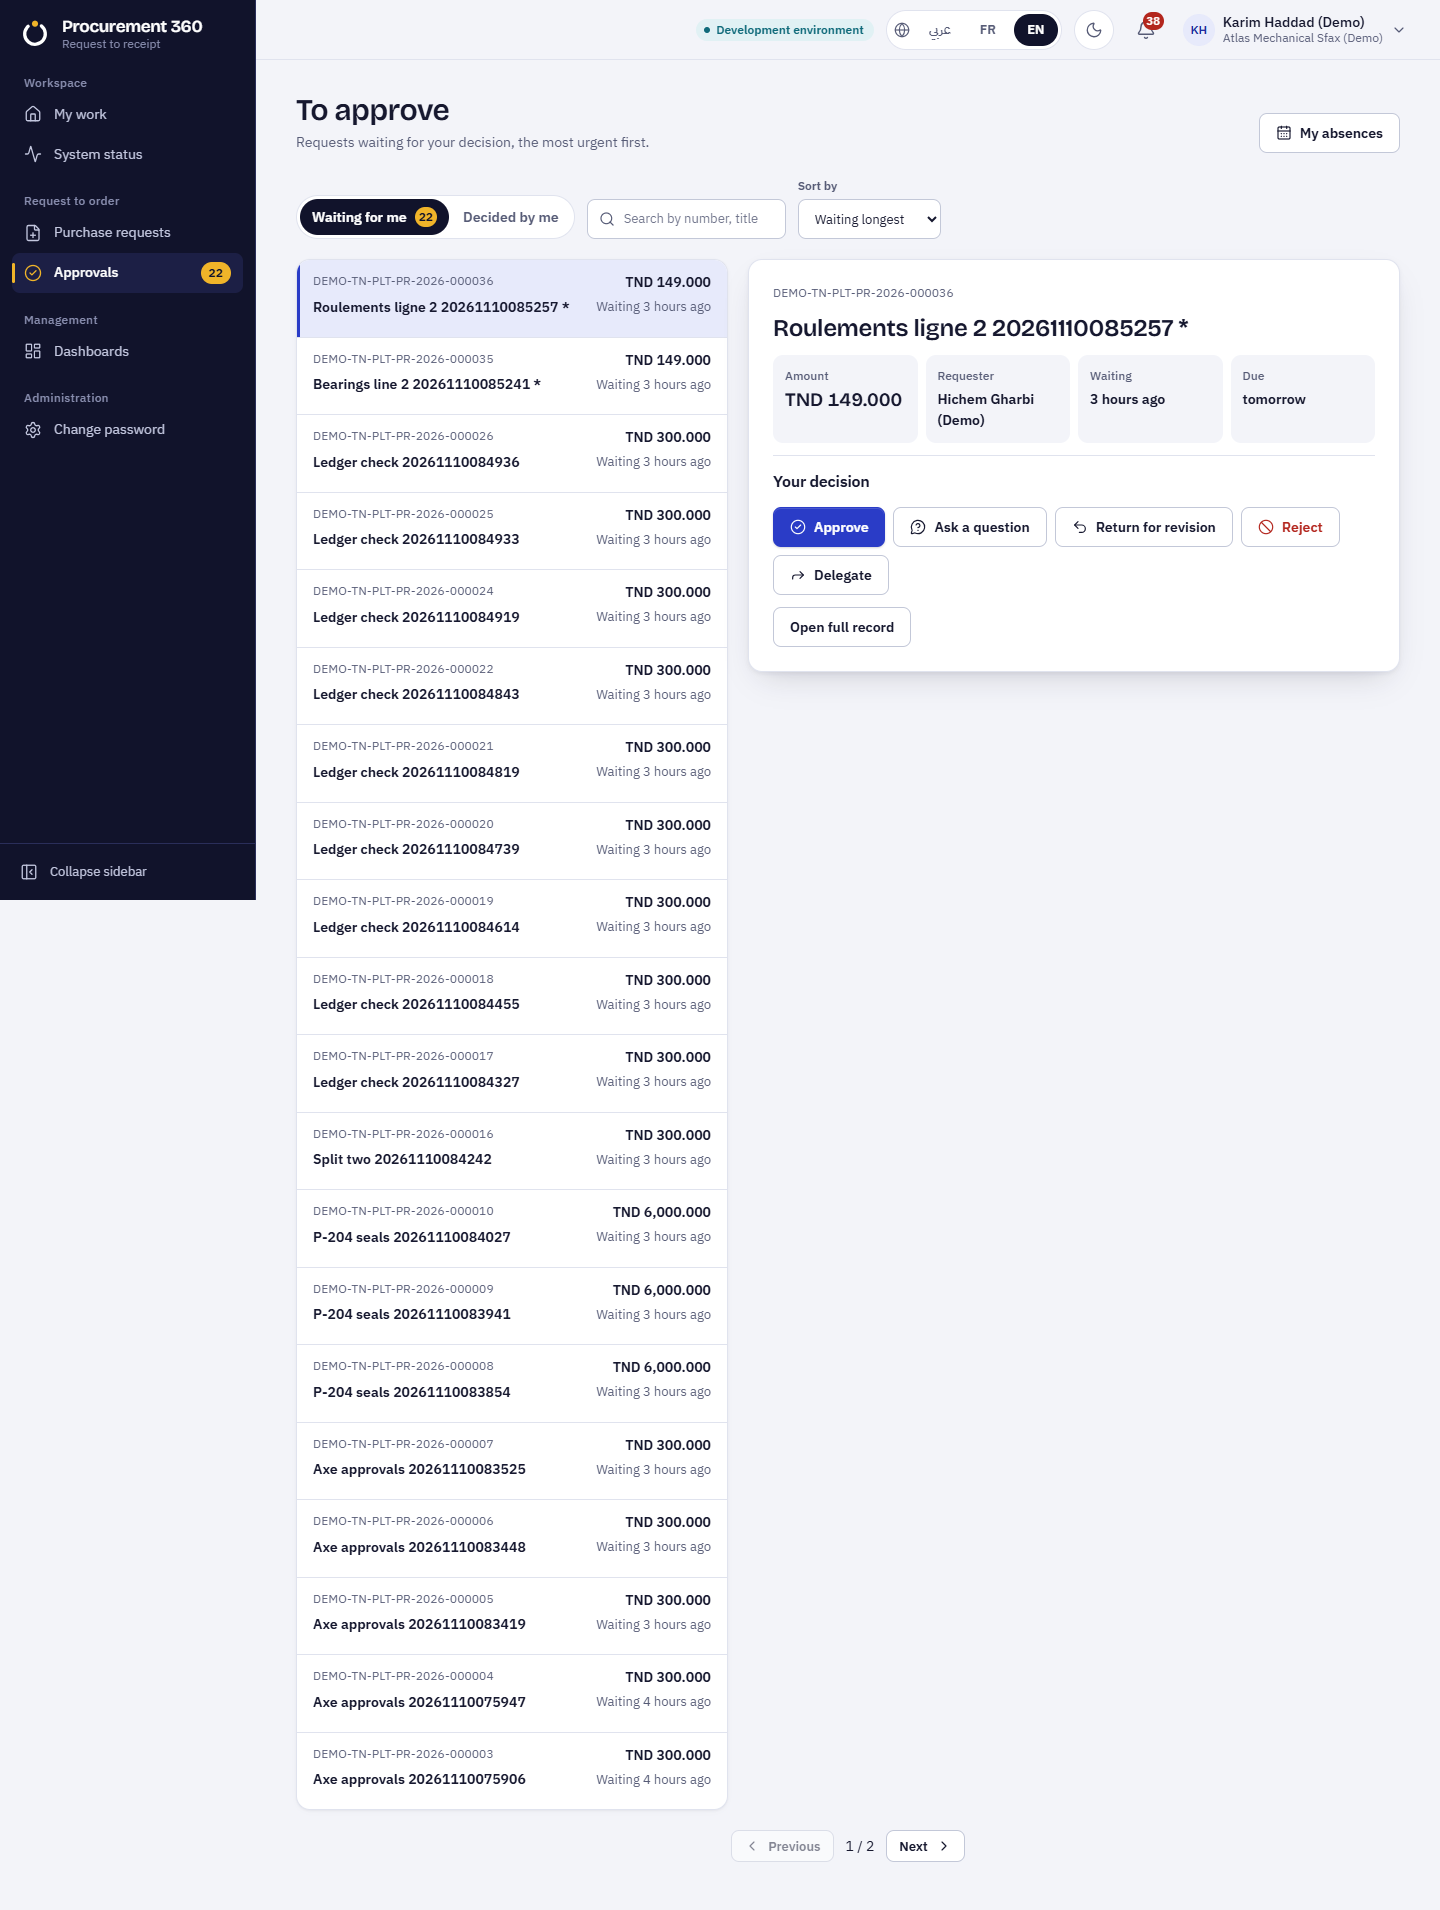 Procurement 360
Request to receipt
Workspace
My work
System status
Request to order
Purchase requests
Approvals 22
Management
Dashboards
Administration
Change password
Collapse sidebar
Development environment
عربي FR EN
38
KH
Karim Haddad (Demo)
Atlas Mechanical Sfax (Demo)
To approve
Requests waiting for your decision, the most urgent first.
My absences
Waiting for me 22 Decided by me
Search by number, title
Sort by
Waiting longest
DEMO-TN-PLT-PR-2026-000036 TND 149.000
Roulements ligne 2 20261110085257 * Waiting 3 hours ago
DEMO-TN-PLT-PR-2026-000035 TND 149.000
Bearings line 2 20261110085241 * Waiting 3 hours ago
DEMO-TN-PLT-PR-2026-000026 TND 300.000
Ledger check 20261110084936 Waiting 3 hours ago
DEMO-TN-PLT-PR-2026-000025 TND 300.000
Ledger check 20261110084933 Waiting 3 hours ago
DEMO-TN-PLT-PR-2026-000024 TND 300.000
Ledger check 20261110084919 Waiting 3 hours ago
DEMO-TN-PLT-PR-2026-000022 TND 300.000
Ledger check 20261110084843 Waiting 3 hours ago
DEMO-TN-PLT-PR-2026-000021 TND 300.000
Ledger check 20261110084819 Waiting 3 hours ago
DEMO-TN-PLT-PR-2026-000020 TND 300.000
Ledger check 20261110084739 Waiting 3 hours ago
DEMO-TN-PLT-PR-2026-000019 TND 300.000
Ledger check 20261110084614 Waiting 3 hours ago
DEMO-TN-PLT-PR-2026-000018 TND 300.000
Ledger check 20261110084455 Waiting 3 hours ago
DEMO-TN-PLT-PR-2026-000017 TND 300.000
Ledger check 20261110084327 Waiting 3 hours ago
DEMO-TN-PLT-PR-2026-000016 TND 300.000
Split two 20261110084242 Waiting 3 hours ago
DEMO-TN-PLT-PR-2026-000010 TND 6,000.000
P-204 seals 20261110084027 Waiting 3 hours ago
DEMO-TN-PLT-PR-2026-000009 TND 6,000.000
P-204 seals 20261110083941 Waiting 3 hours ago
DEMO-TN-PLT-PR-2026-000008 TND 6,000.000
P-204 seals 20261110083854 Waiting 3 hours ago
DEMO-TN-PLT-PR-2026-000007 TND 300.000
Axe approvals 20261110083525 Waiting 3 hours ago
DEMO-TN-PLT-PR-2026-000006 TND 300.000
Axe approvals 20261110083448 Waiting 3 hours ago
DEMO-TN-PLT-PR-2026-000005 TND 300.000
Axe approvals 20261110083419 Waiting 3 hours ago
DEMO-TN-PLT-PR-2026-000004 TND 300.000
Axe approvals 20261110075947 Waiting 4 hours ago
DEMO-TN-PLT-PR-2026-000003 TND 300.000
Axe approvals 20261110075906 Waiting 4 hours ago
DEMO-TN-PLT-PR-2026-000036
Roulements ligne 2 20261110085257 *
Amount
TND 149.000
Requester
Hichem Gharbi
(Demo)
Waiting
3 hours ago
Due
tomorrow
Your decision
Approve Ask a question Return for revision Reject
Delegate
Open full record
Previous 1 / 2 Next